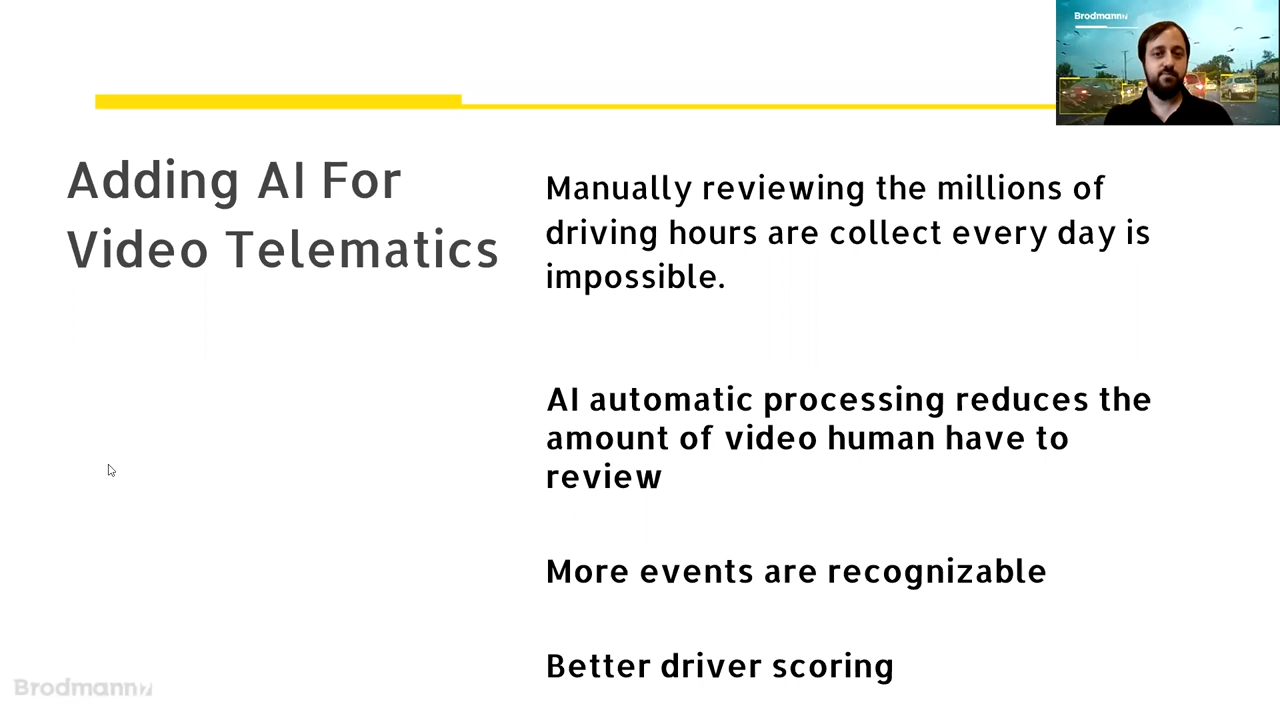 Brodmann17
Adding AI For
Video Telematics
Manually reviewing the millions of
driving hours are collect every day is
impossible.
AI automatic processing reduces the
amount of video human have to
review
More events are recognizable
Better driver scoring
Brodmann17